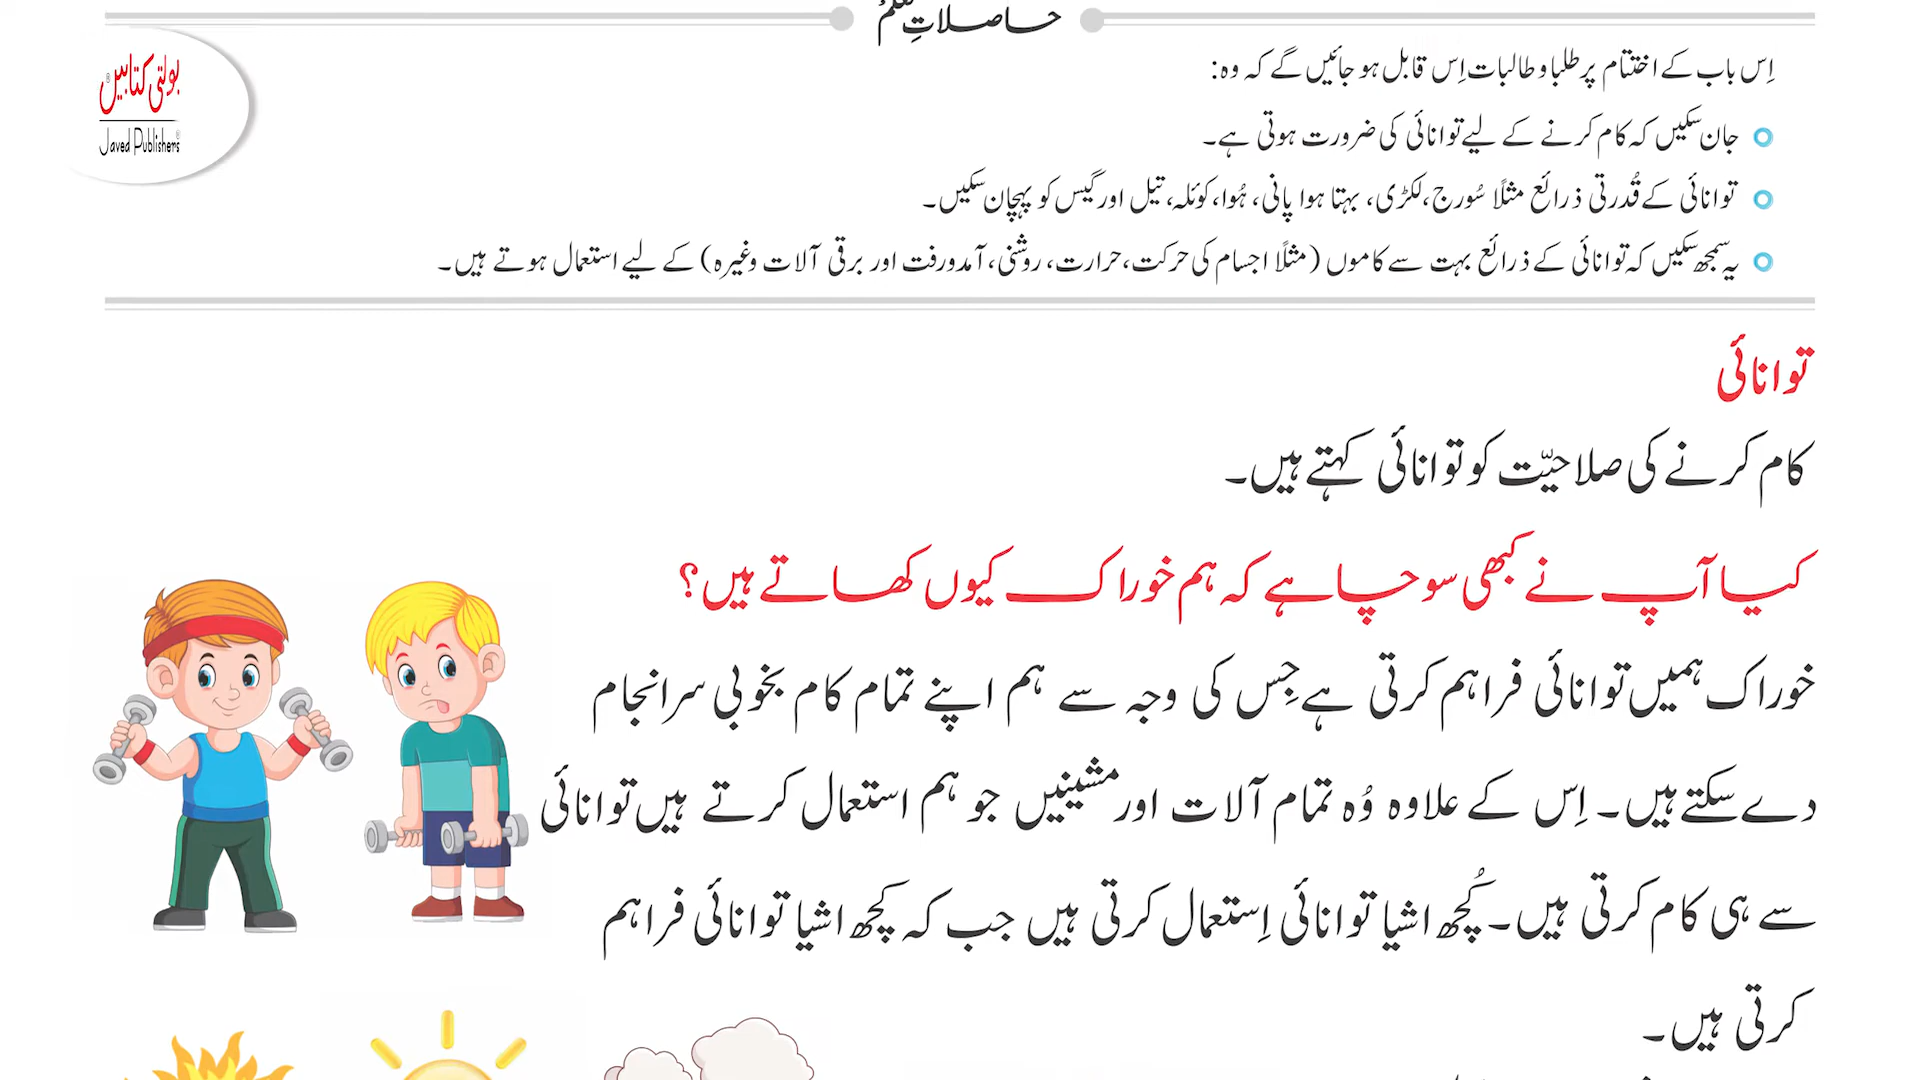 حاصلاتِ تعلّم
بولتی کتابیں
Javed Publishers
اِس باب کے اختتام پر طلبا و طالبات اِس قابل ہو جائیں گے کہ وہ:
جان سکیں کہ کام کرنے کے لیے توانائی کی ضرورت ہوتی ہے۔
توانائی کے قُدرتی ذرائع مثلاً سُورج، لکڑی، بہتا ہوا پانی، ہَوا، کوئلہ، تیل اور گیس کو پہچان سکیں۔
یہ سمجھ سکیں کہ توانائی کے ذرائع بہت سے کاموں (مثلاً اجسام کی حرکت، حرارت، روشنی، آمدورفت اور برقی آلات وغیرہ) کے لیے استعمال ہوتے ہیں۔
توانائی
کام کرنے کی صلاحیّت کو توانائی کہتے ہیں۔
کیا آپ نے کبھی سوچا ہے کہ ہم خوراک کیوں کھاتے ہیں؟
خوراک ہمیں توانائی فراہم کرتی ہے جِس کی وجہ سے ہم اپنے تمام کام بخوبی سرانجام
دے سکتے ہیں۔ اِس کے علاوہ وُہ تمام آلات اور مشینیں جو ہم استعمال کرتے ہیں توانائی
سے ہی کام کرتی ہیں۔ کُچھ اشیا توانائی اِستعمال کرتی ہیں جب کہ کچھ اشیا توانائی فراہم
کرتی ہیں۔